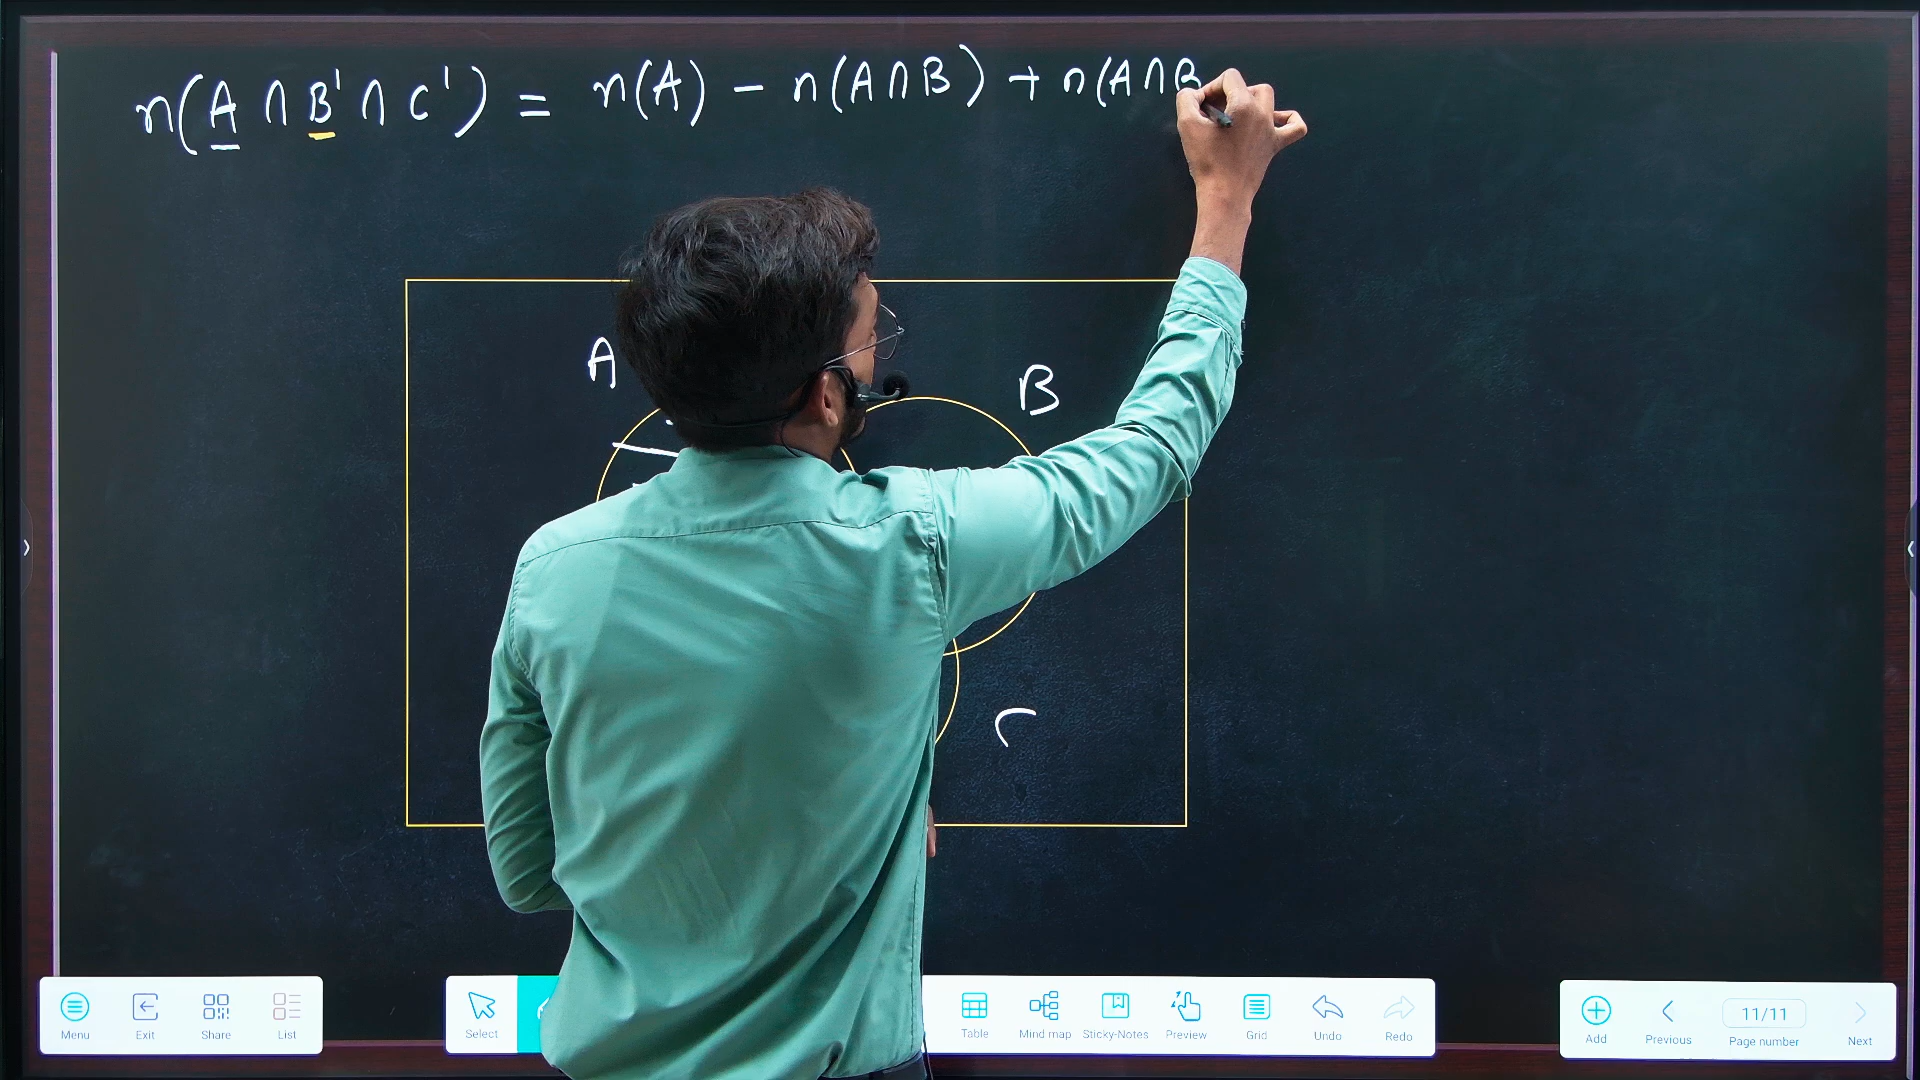 n(A ∩ B' ∩ C') = n(A) − n(A∩B) + n(A∩B
A
B
C
Menu
Exit
Share
List
Select
Table
Mind map
Sticky-Notes
Preview
Grid
Undo
Redo
Add
Previous
11/11
Page number
Next